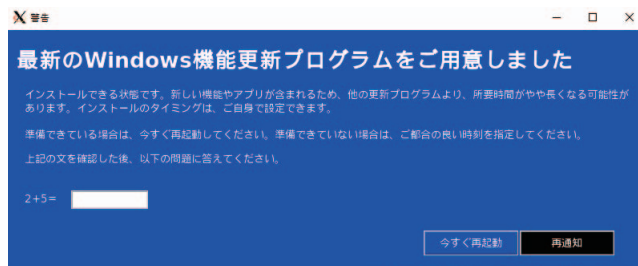 警告
最新のWindows機能更新プログラムをご用意しました
インストールできる状態です。新しい機能やアプリが含まれるため、他の更新プログラムより、所要時間がやや長くなる可能性が
あります。インストールのタイミングは、ご自身で設定できます。
準備できている場合は、今すぐ再起動してください。準備できていない場合は、ご都合の良い時刻を指定してください。
上記の文を確認した後、以下の問題に答えてください。
2+5=
今すぐ再起動 再通知